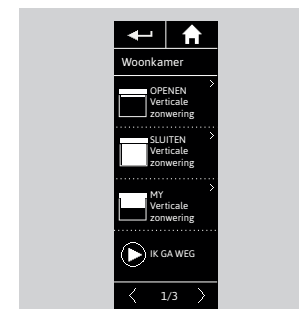 Woonkamer
OPENEN
Verticale
zonwering
SLUITEN
Verticale
zonwering
MY
Verticale
zonwering
IK GA WEG
1/3